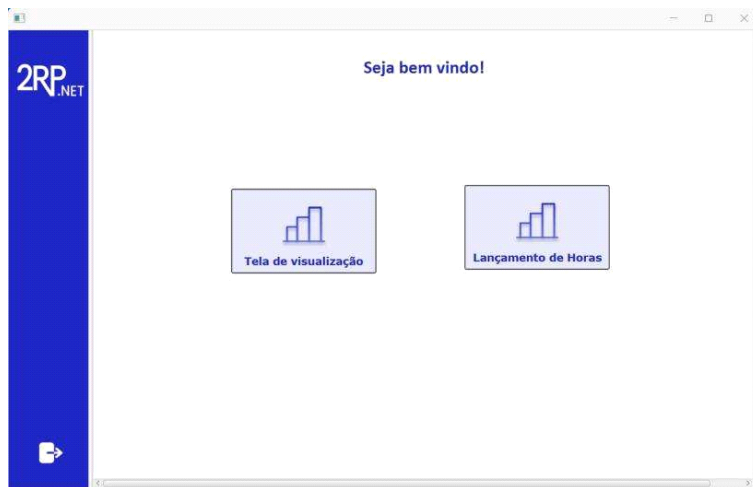 2RP
.NET
Seja bem vindo!
Tela de visualização
Lançamento de Horas